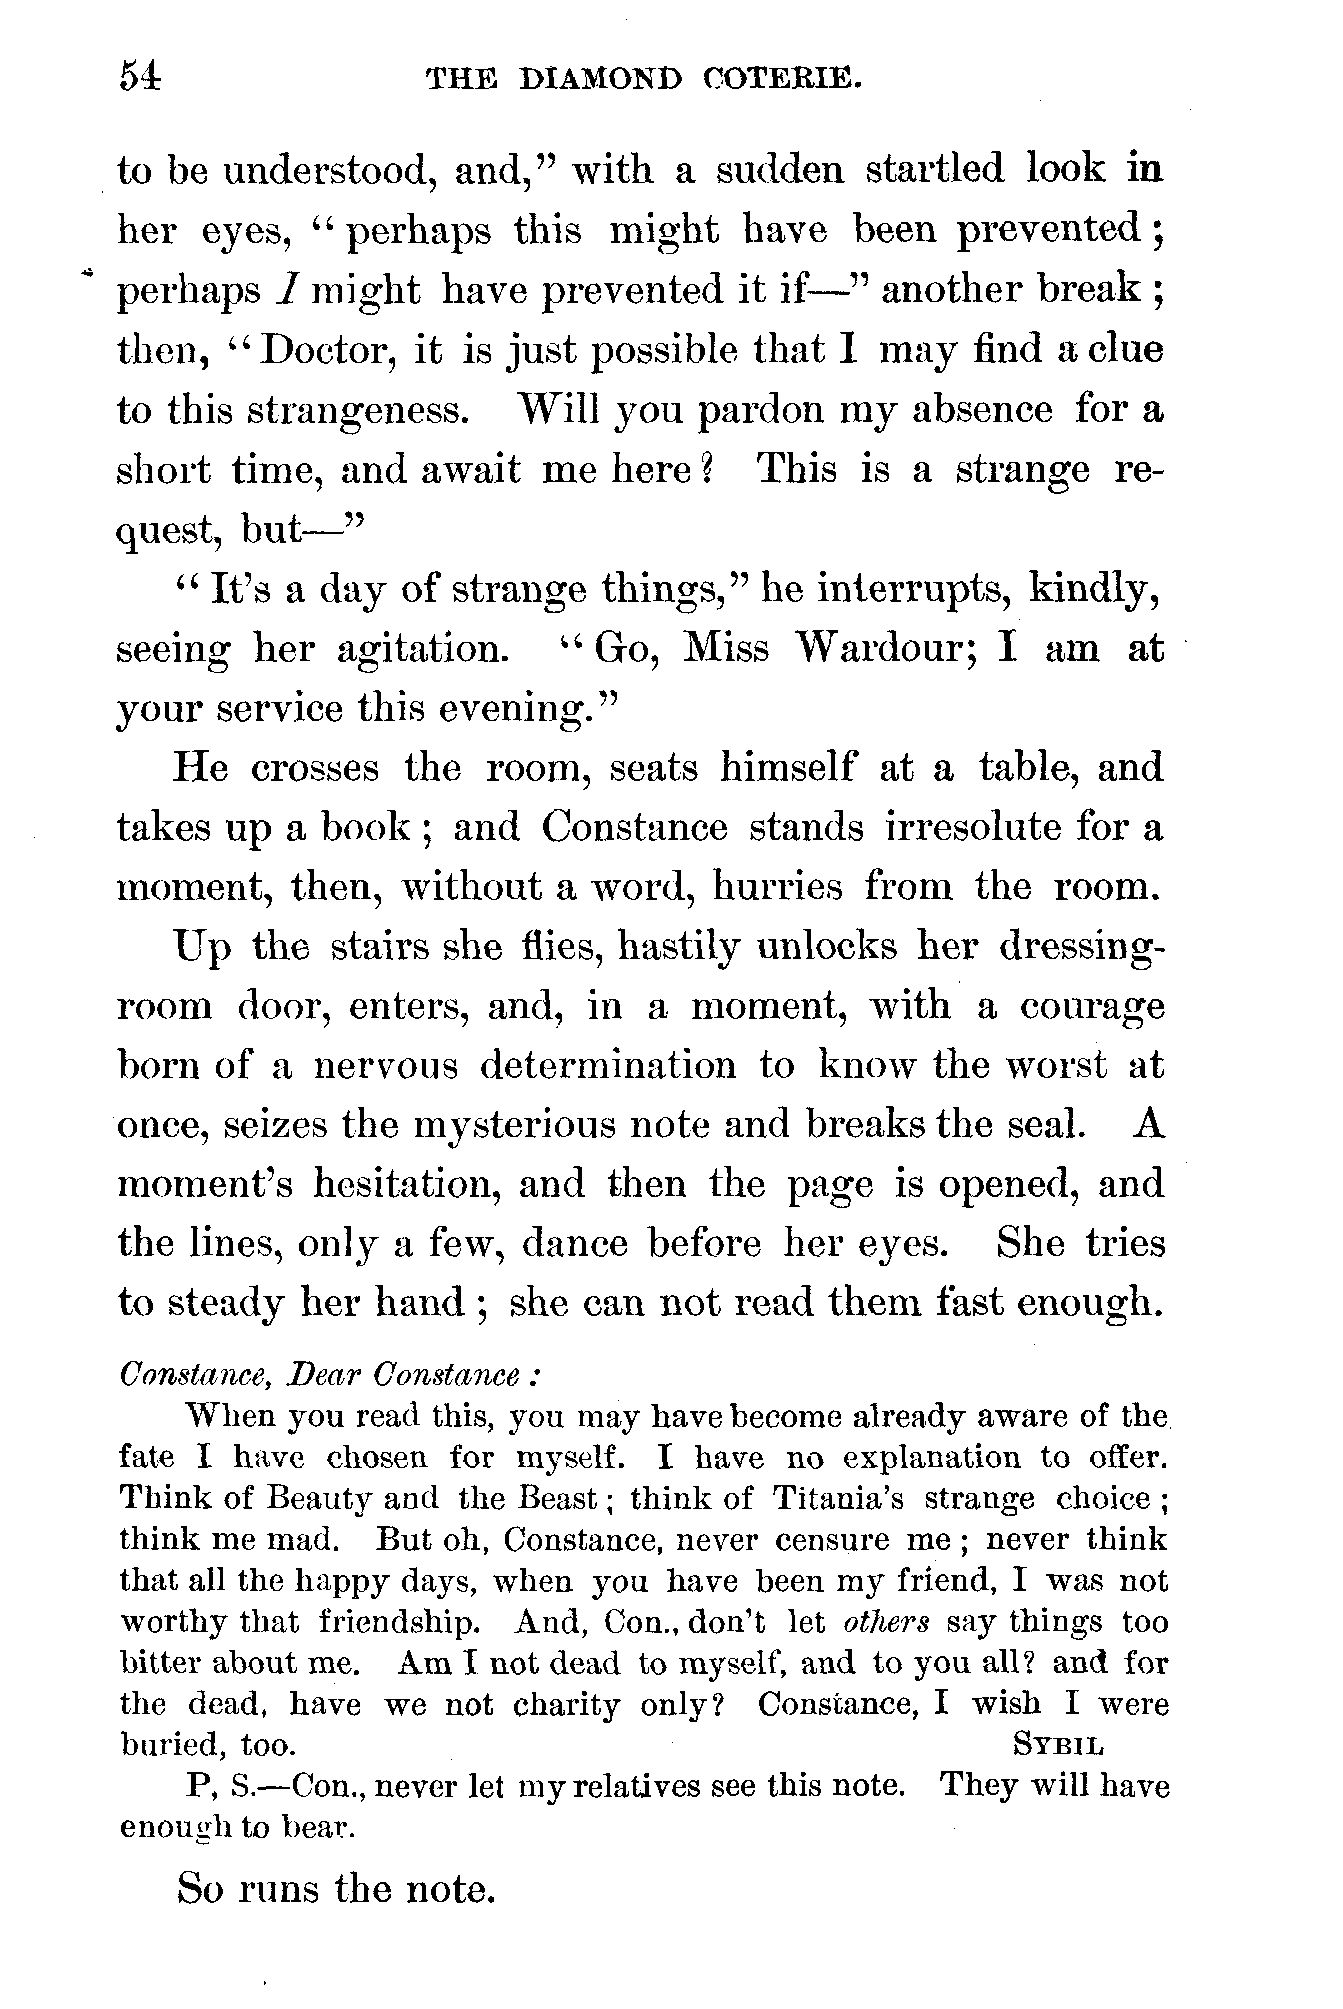 54 THE DIAMOND COTERIE.
to be understood, and,” with a sudden startled look in
her eyes, “perhaps this might have been prevented;
perhaps I might have prevented it if—” another break;
then, “Doctor, it is just possible that I may find a clue
to this strangeness. Will you pardon my absence for a
short time, and await me here? This is a strange re-
quest, but—”
“It’s a day of strange things,” he interrupts, kindly,
seeing her agitation. “Go, Miss Wardour; I am at
your service this evening.”
He crosses the room, seats himself at a table, and
takes up a book; and Constance stands irresolute for a
moment, then, without a word, hurries from the room.
Up the stairs she flies, hastily unlocks her dressing-
room door, enters, and, in a moment, with a courage
born of a nervous determination to know the worst at
once, seizes the mysterious note and breaks the seal. A
moment’s hesitation, and then the page is opened, and
the lines, only a few, dance before her eyes. She tries
to steady her hand; she can not read them fast enough.
Constance, Dear Constance:
When you read this, you may have become already aware of the
fate I have chosen for myself. I have no explanation to offer.
Think of Beauty and the Beast; think of Titania’s strange choice;
think me mad. But oh, Constance, never censure me; never think
that all the happy days, when you have been my friend, I was not
worthy that friendship. And, Con., don’t let others say things too
bitter about me. Am I not dead to myself, and to you all? and for
the dead, have we not charity only? Constance, I wish I were
buried, too. SYBIL
P, S.—Con., never let my relatives see this note. They will have
enough to bear.
So runs the note.